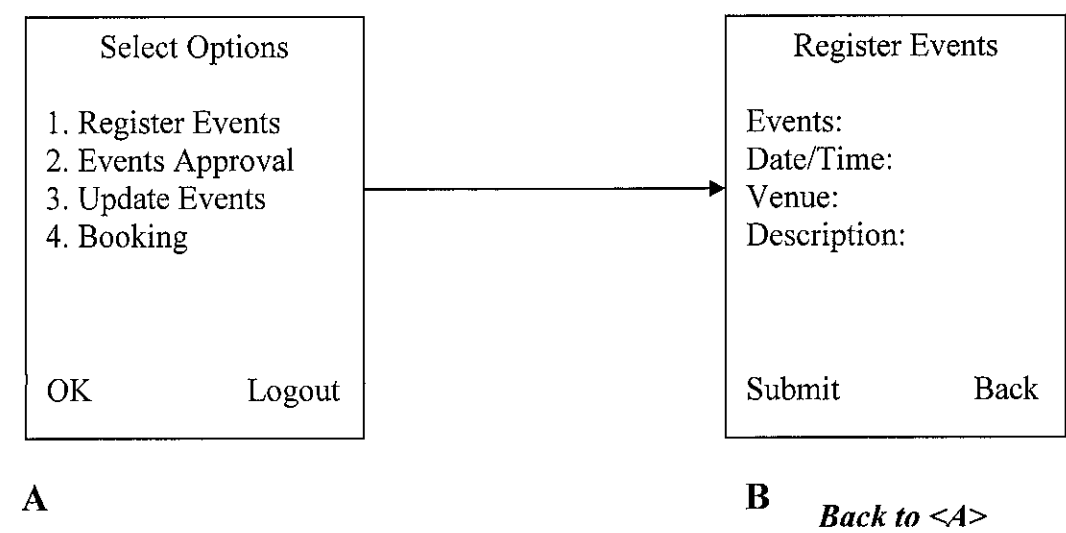 Select Options
1. Register Events
2. Events Approval
3. Update Events
4. Booking
OK Logout
A
Register Events
Events:
Date/Time:
Venue:
Description:
Submit Back
B
Back to <A>